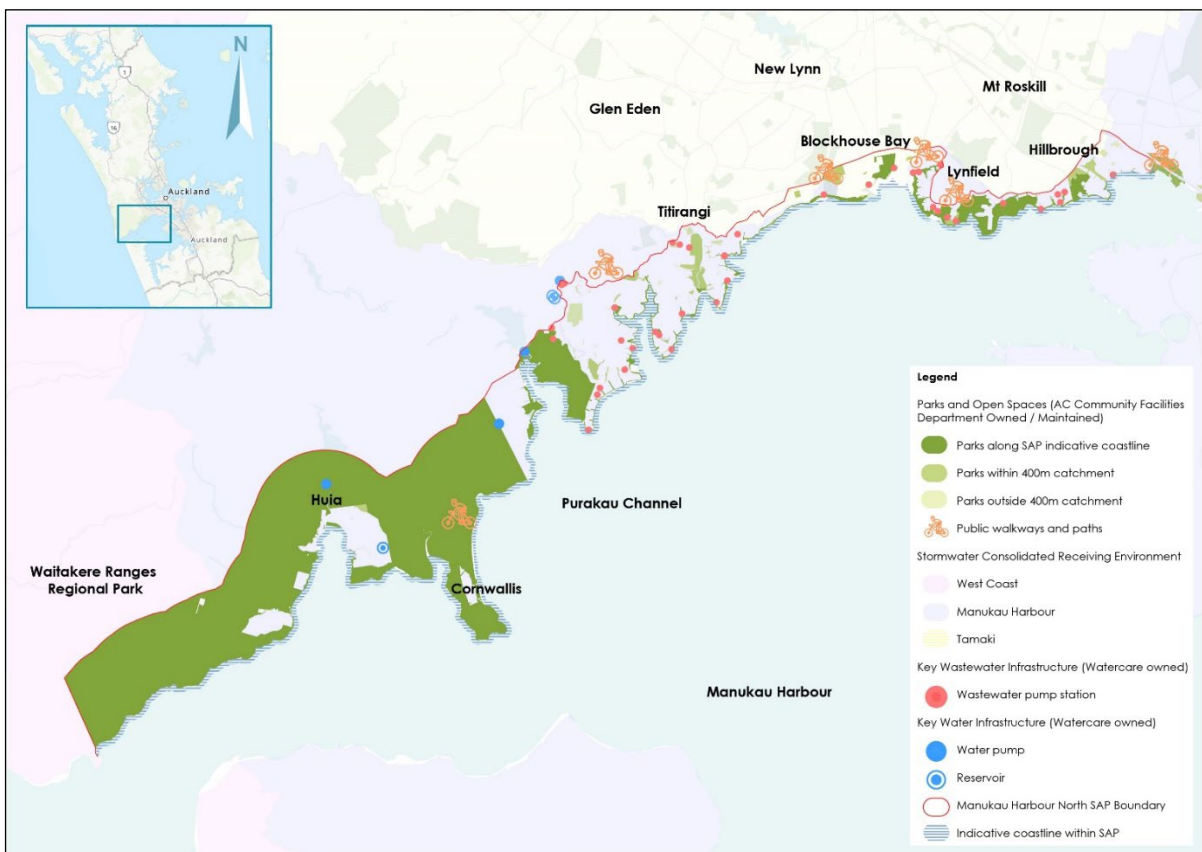 N
1
16
Auckland
Auckland
New Lynn
Mt Roskill
Glen Eden
Blockhouse Bay
Hillbrough
Lynfield
Titirangi
Huia
Purakau Channel
Waitakere Ranges
Regional Park
Cornwallis
Manukau Harbour
Legend
Parks and Open Spaces (AC Community Facilities
Department Owned / Maintained)
Parks along SAP indicative coastline
Parks within 400m catchment
Parks outside 400m catchment
Public walkways and paths
Stormwater Consolidated Receiving Environment
West Coast
Manukau Harbour
Tamaki
Key Wastewater Infrastructure (Watercare owned)
Wastewater pump station
Key Water Infrastructure (Watercare owned)
Water pump
Reservoir
Manukau Harbour North SAP Boundary
Indicative coastline within SAP